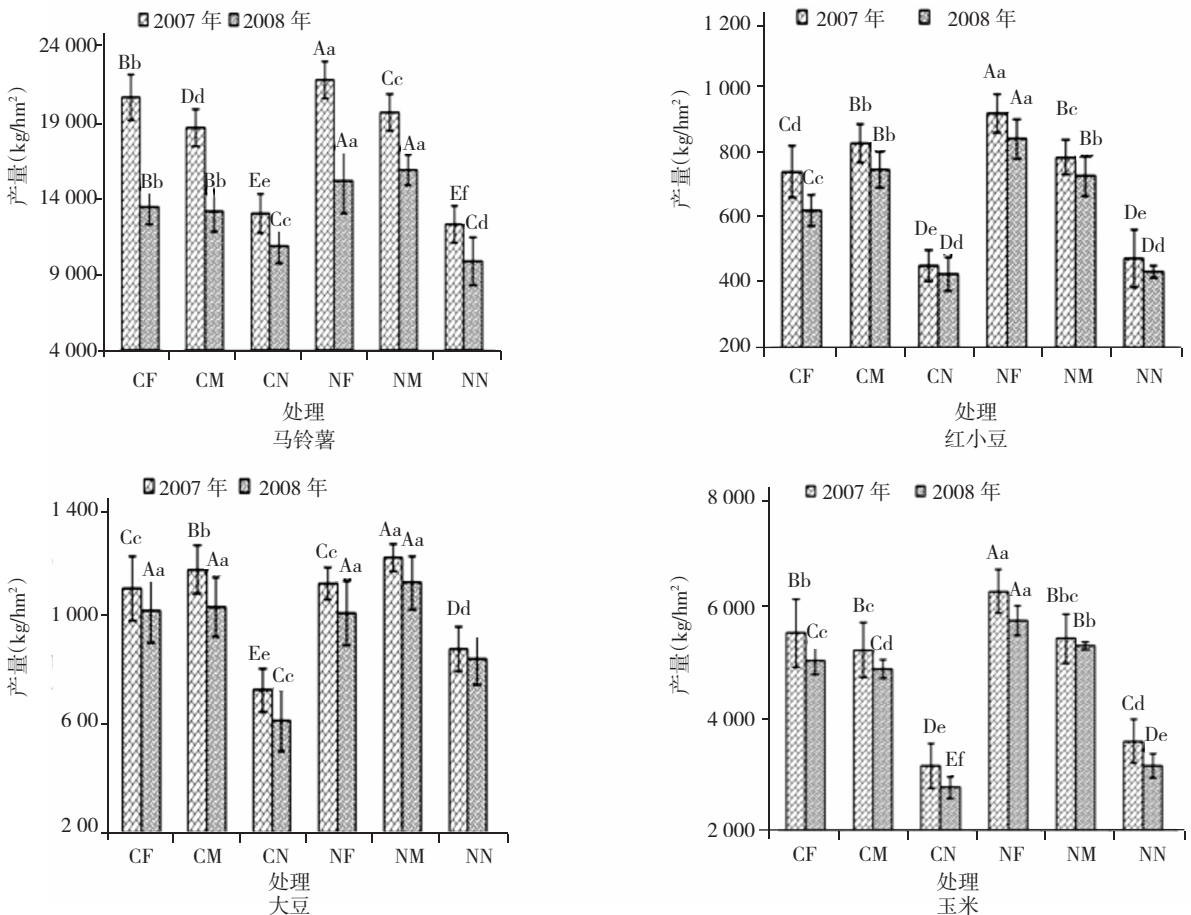 2007 年 2008 年
产量(kg/hm²)
24 000
19 000
14 000
9 000
4 000
Bb Bb Dd Bb Ee Cc Aa Aa Cc Aa Ef Cd
CF CM CN NF NM NN
处理
马铃薯
2007 年 2008 年
产量(kg/hm²)
1 200
1 000
800
600
400
200
Cd Cc Bb Bb De Dd Aa Aa Bc Bb De Dd
CF CM CN NF NM NN
处理
红小豆
2007 年 2008 年
产量(kg/hm²)
1 400
1 000
6 00
2 00
Cc Aa Bb Aa Ee Cc Cc Aa Aa Aa Dd
CF CM CN NF NM NN
处理
大豆
2007 年 2008 年
产量(kg/hm²)
8 000
6 000
4 000
2 000
Bb Cc Bc Cd De Ef Aa Aa Bbc Bb Cd De
CF CM CN NF NM NN
处理
玉米